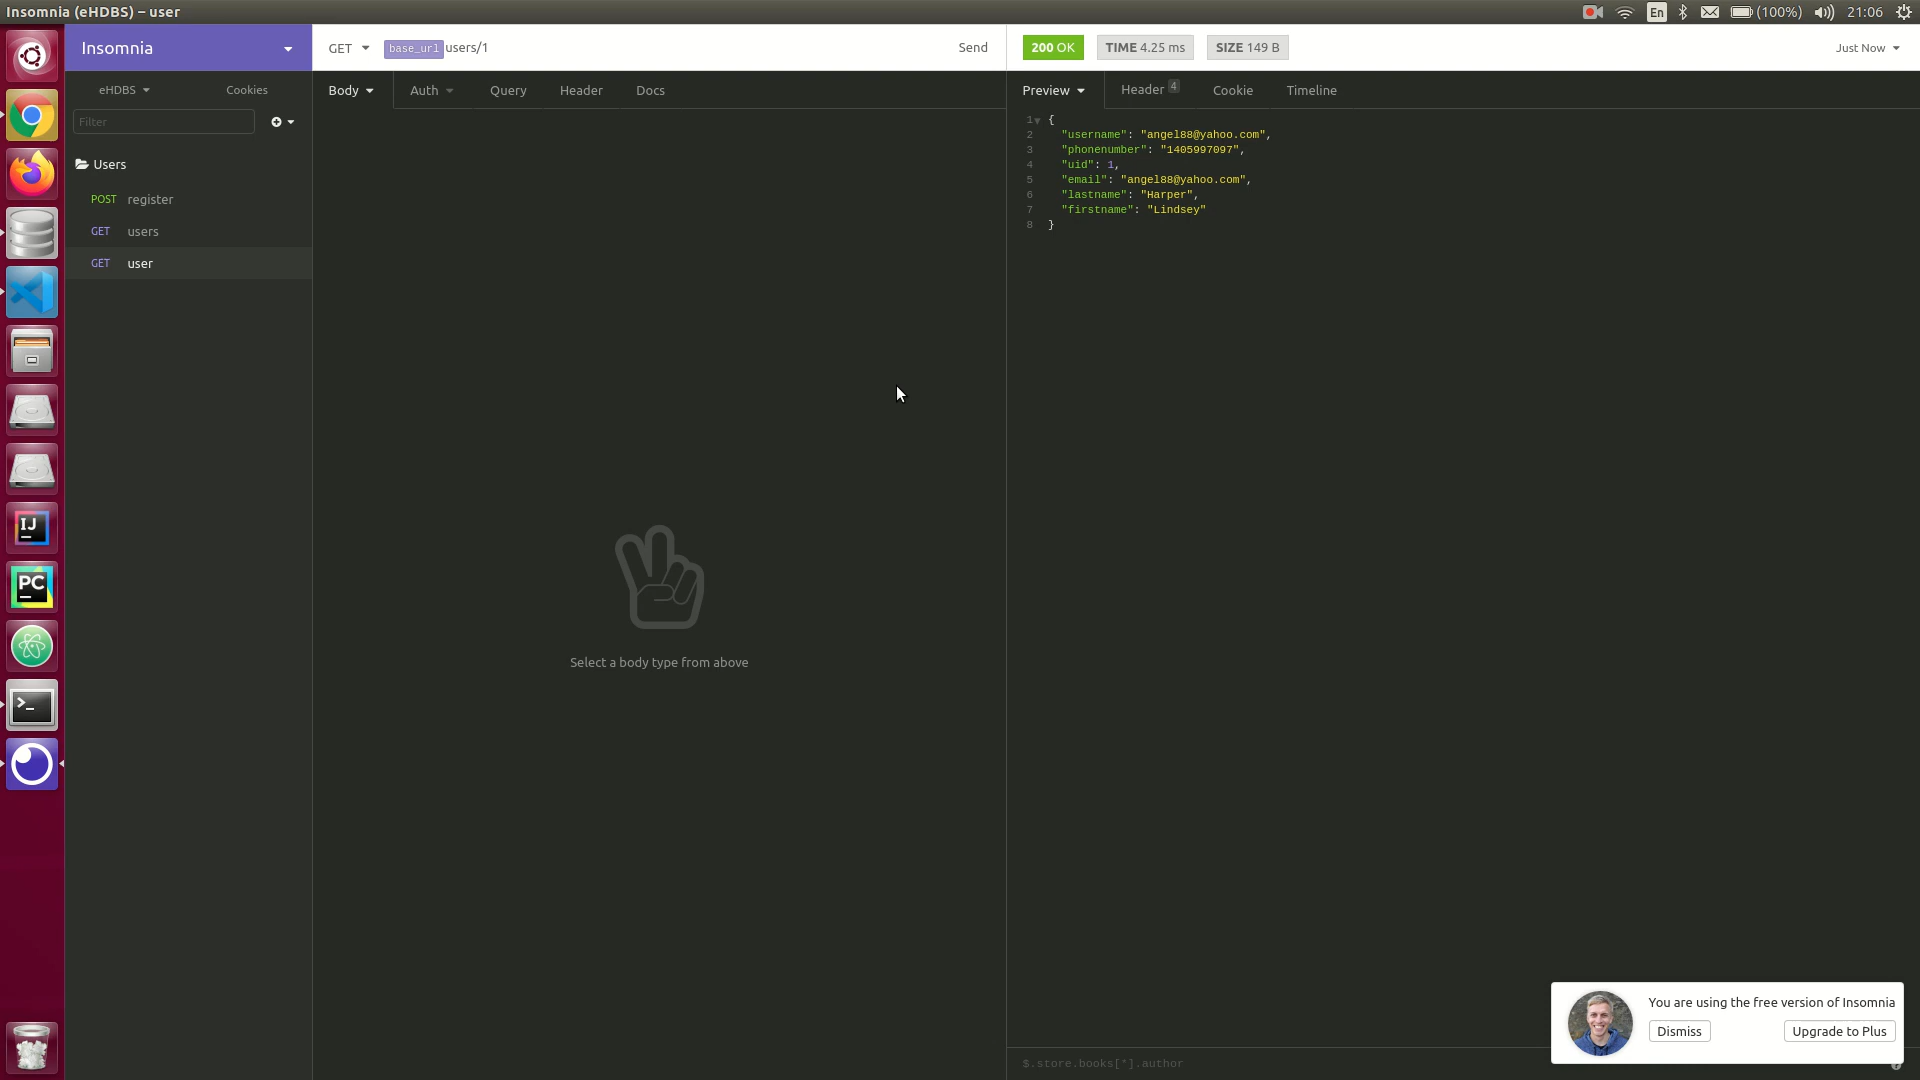 Insomnia (eHDBS) – user
En
(100%)
21:06
Insomnia
GET
base_url users/1
Send
200 OK
TIME 4.25 ms
SIZE 149 B
Just Now
eHDBS
Cookies
Body
Auth
Query
Header
Docs
Preview
Header 4
Cookie
Timeline
Filter
Users
POST register
GET users
GET user
1 {
2 "username": "angel88@yahoo.com",
3 "phonenumber": "1405997097",
4 "uid": 1,
5 "email": "angel88@yahoo.com",
6 "lastname": "Harper",
7 "firstname": "Lindsey"
8 }
IJ
PC
>_
Select a body type from above
You are using the free version of Insomnia
Dismiss
Upgrade to Plus
$.store.books[*].author